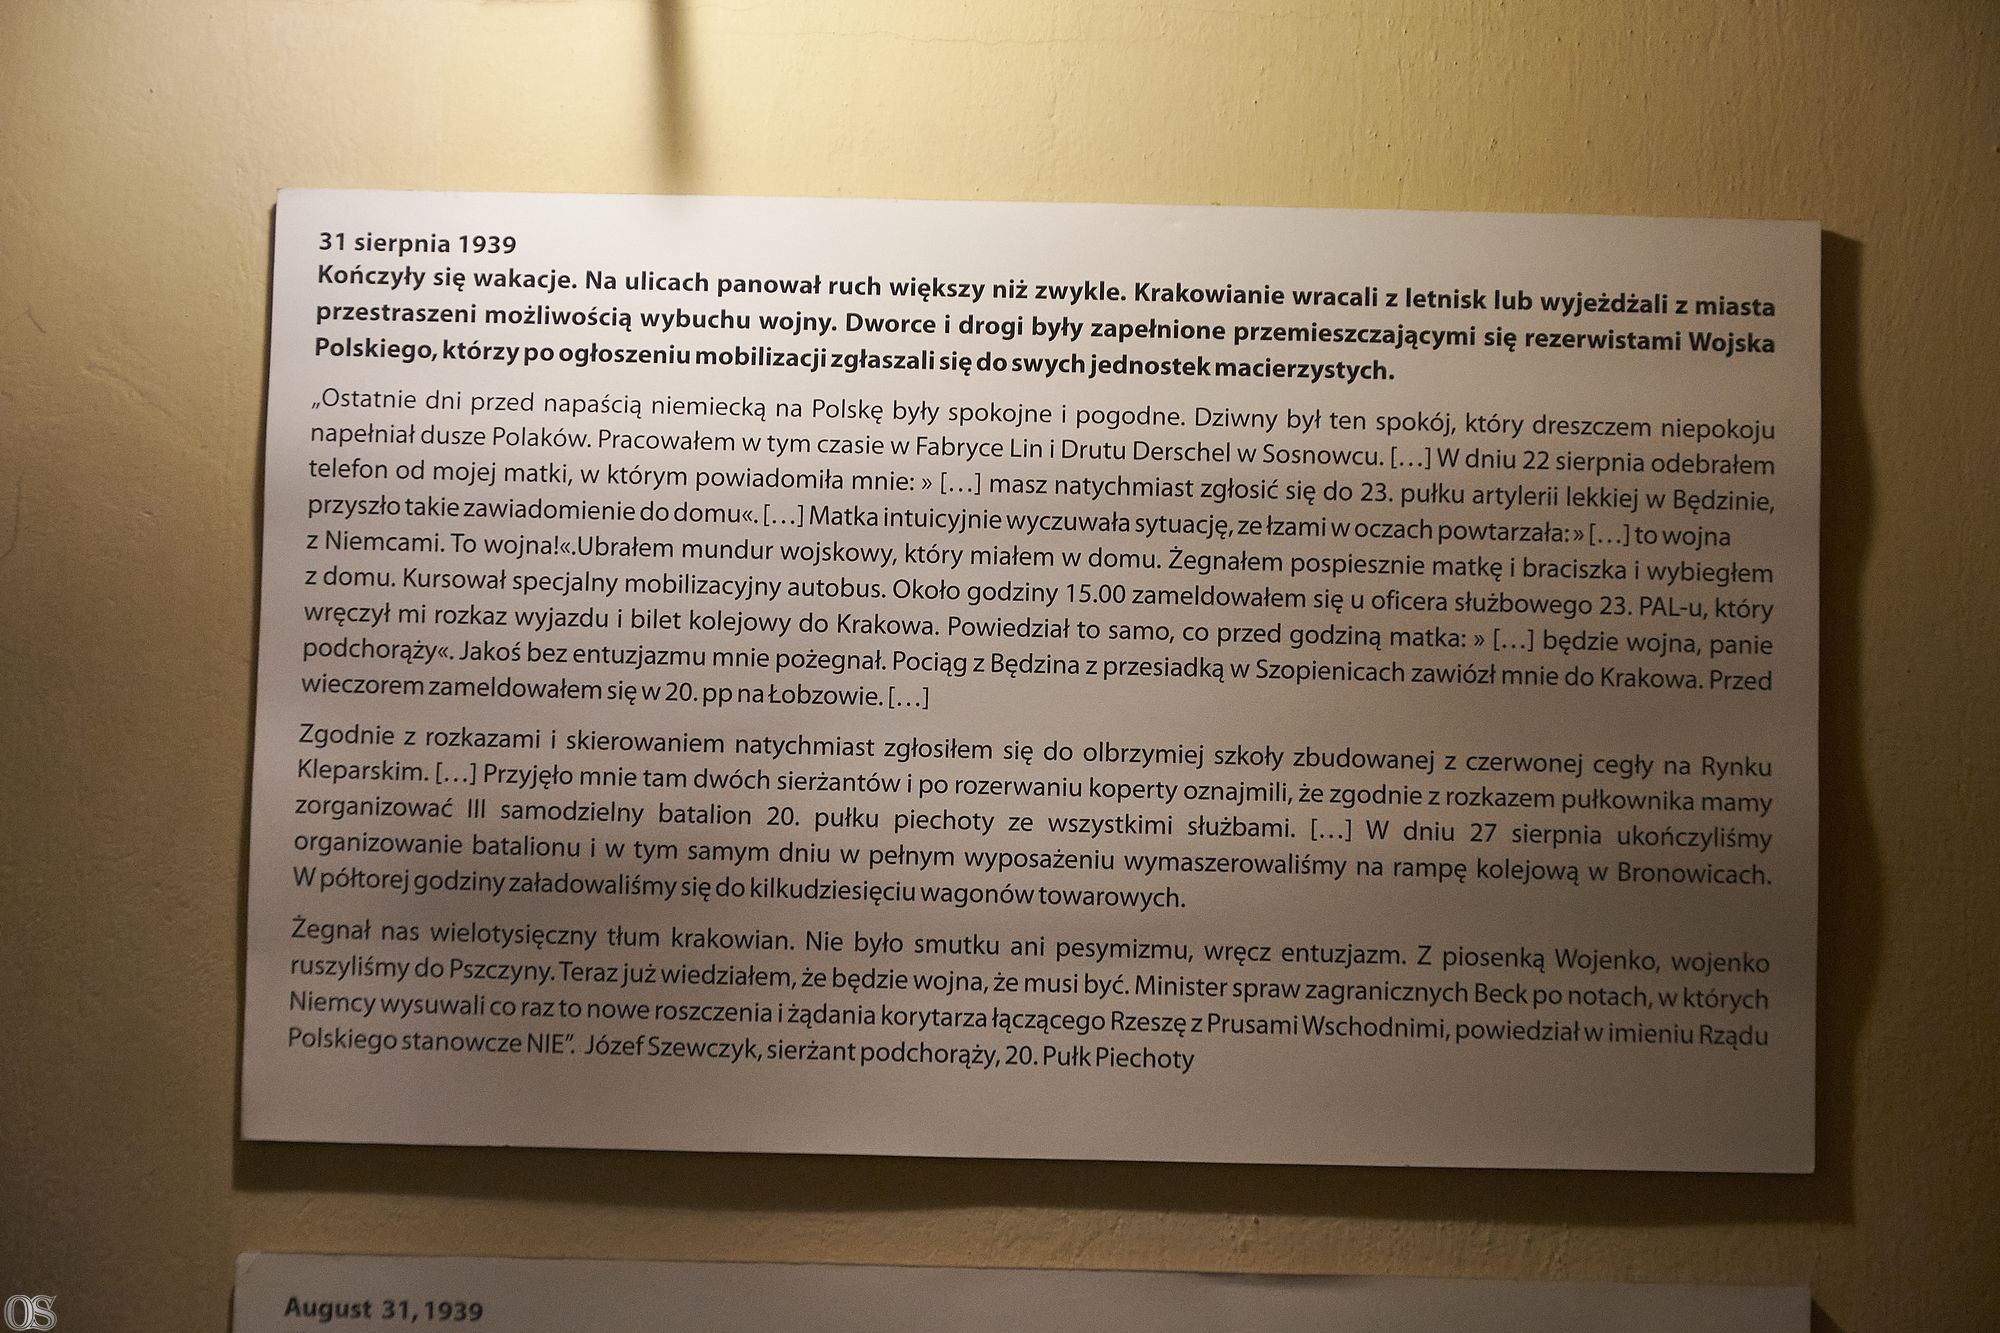 31 sierpnia 1939
Kończyły się wakacje. Na ulicach panował ruch większy niż zwykle. Krakowianie wracali z letnisk lub wyjeżdżali z miasta
przestraszeni możliwością wybuchu wojny. Dworce i drogi były zapełnione przemieszczającymi się rezerwistami Wojska
Polskiego, którzy po ogłoszeniu mobilizacji zgłaszali się do swych jednostek macierzystych.
„Ostatnie dni przed napaścią niemiecką na Polskę były spokojne i pogodne. Dziwny był ten spokój, który dreszczem niepokoju
napełniał dusze Polaków. Pracowałem w tym czasie w Fabryce Lin i Drutu Derschel w Sosnowcu. […] W dniu 22 sierpnia odebrałem
telefon od mojej matki, w którym powiadomiła mnie: » […] masz natychmiast zgłosić się do 23. pułku artylerii lekkiej w Będzinie,
przyszło takie zawiadomienie do domu«. […] Matka intuicyjnie wyczuwała sytuację, ze łzami w oczach powtarzała: » […] to wojna
z Niemcami. To wojna!«.Ubrałem mundur wojskowy, który miałem w domu. Żegnałem pospiesznie matkę i braciszka i wybiegłem
z domu. Kursował specjalny mobilizacyjny autobus. Około godziny 15.00 zameldowałem się u oficera służbowego 23. PAL-u, który
wręczył mi rozkaz wyjazdu i bilet kolejowy do Krakowa. Powiedział to samo, co przed godziną matka: » […] będzie wojna, panie
podchorąży«. Jakoś bez entuzjazmu mnie pożegnał. Pociąg z Będzina z przesiadką w Szopienicach zawiózł mnie do Krakowa. Przed
wieczorem zameldowałem się w 20. pp na Łobzowie. […]
Zgodnie z rozkazami i skierowaniem natychmiast zgłosiłem się do olbrzymiej szkoły zbudowanej z czerwonej cegły na Rynku
Kleparskim. […] Przyjęło mnie tam dwóch sierżantów i po rozerwaniu koperty oznajmili, że zgodnie z rozkazem pułkownika mamy
zorganizować III samodzielny batalion 20. pułku piechoty ze wszystkimi służbami. […] W dniu 27 sierpnia ukończyliśmy
organizowanie batalionu i w tym samym dniu w pełnym wyposażeniu wymaszerowaliśmy na rampę kolejową w Bronowicach.
W półtorej godziny załadowaliśmy się do kilkudziesięciu wagonów towarowych.
Żegnał nas wielotysięczny tłum krakowian. Nie było smutku ani pesymizmu, wręcz entuzjazm. Z piosenką Wojenko, wojenko
ruszyliśmy do Pszczyny. Teraz już wiedziałem, że będzie wojna, że musi być. Minister spraw zagranicznych Beck po notach, w których
Niemcy wysuwali co raz to nowe roszczenia i żądania korytarza łączącego Rzeszę z Prusami Wschodnimi, powiedział w imieniu Rządu
Polskiego stanowcze NIE”. Józef Szewczyk, sierżant podchorąży, 20. Pułk Piechoty
August 31, 1939
OS